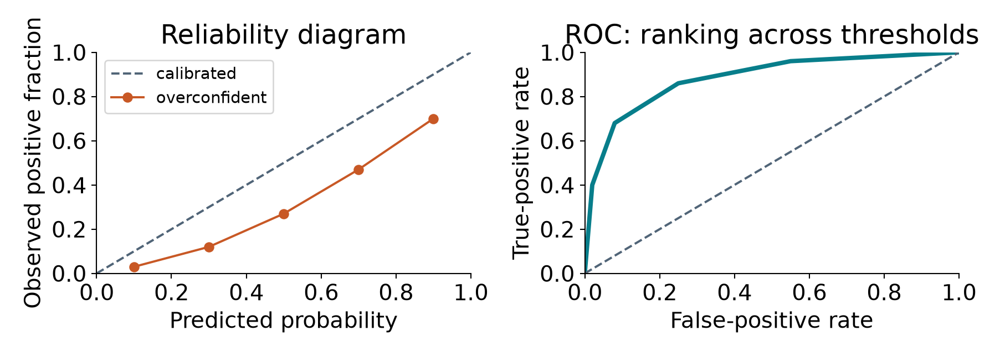 Reliability diagram
Observed positive fraction
1.0
0.8
0.6
0.4
0.2
0.0
calibrated
overconfident
0.0 0.2 0.4 0.6 0.8 1.0
Predicted probability
ROC: ranking across thresholds
True-positive rate
1.0
0.8
0.6
0.4
0.2
0.0
0.0 0.2 0.4 0.6 0.8 1.0
False-positive rate